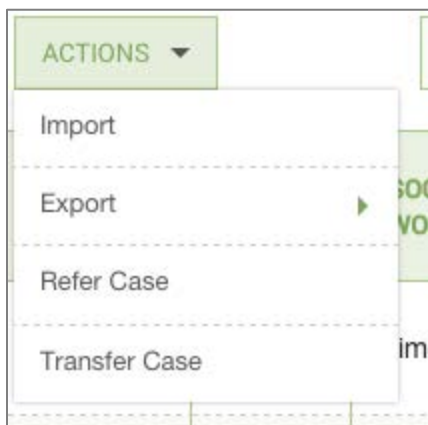 ACTIONS
Import
Export
Refer Case
Transfer Case